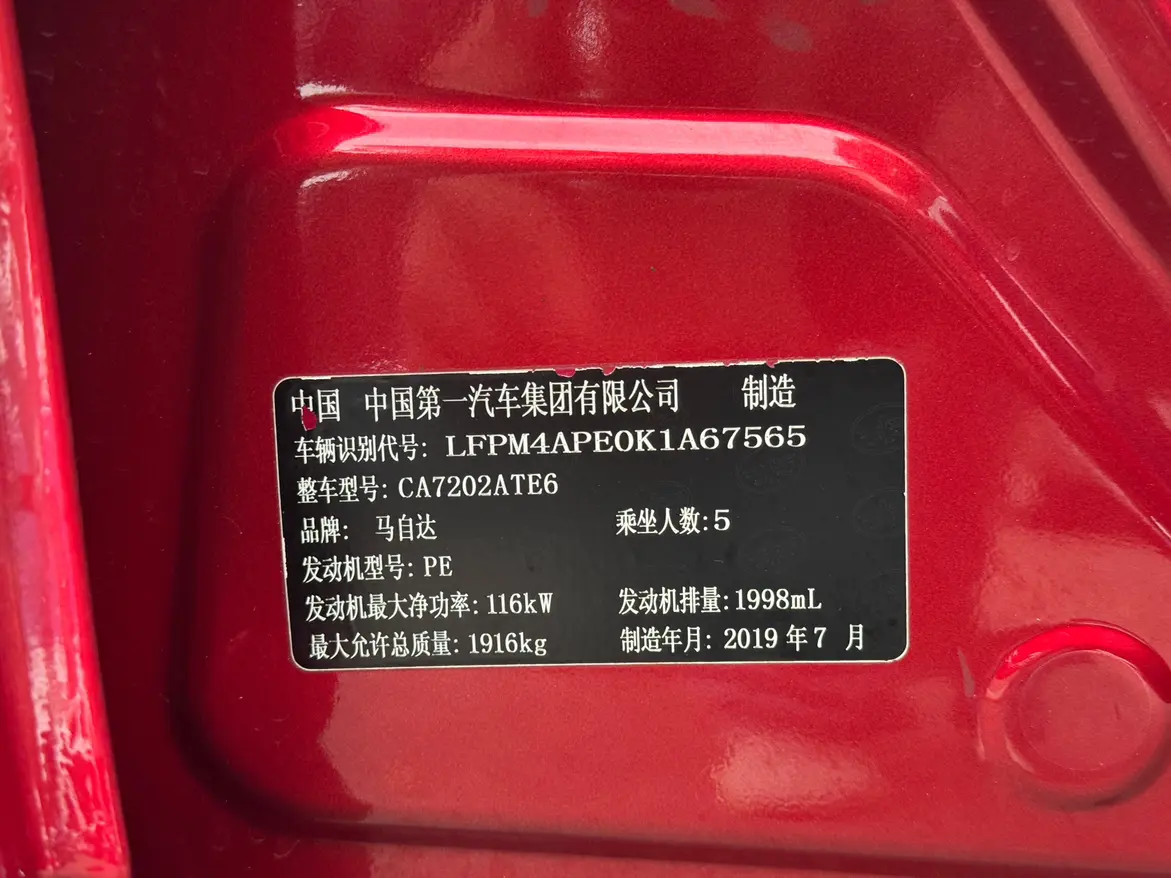 中国 中国第一汽车集团有限公司 制造
车辆识别代号: LFPM4APE0K1A67565
整车型号: CA7202ATE6
品牌: 马自达 乘坐人数: 5
发动机型号: PE
发动机最大净功率: 116kW 发动机排量: 1998mL
最大允许总质量: 1916kg 制造年月: 2019 年 7 月